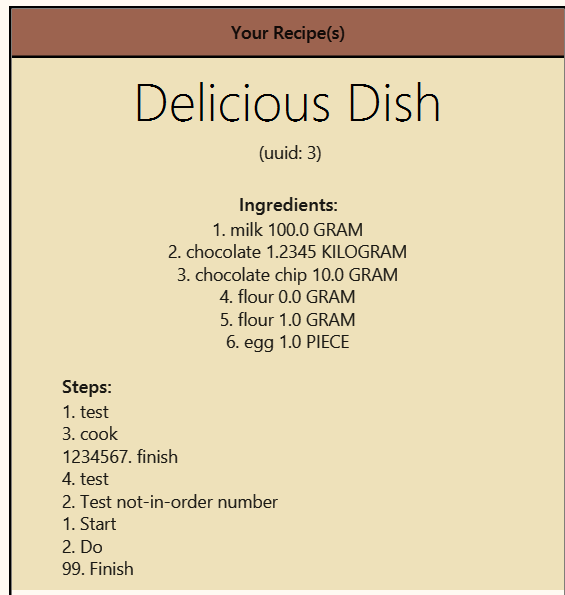 Your Recipe(s)
Delicious Dish
(uuid: 3)
Ingredients:
1. milk 100.0 GRAM
2. chocolate 1.2345 KILOGRAM
3. chocolate chip 10.0 GRAM
4. flour 0.0 GRAM
5. flour 1.0 GRAM
6. egg 1.0 PIECE
Steps:
1. test
3. cook
1234567. finish
4. test
2. Test not-in-order number
1. Start
2. Do
99. Finish